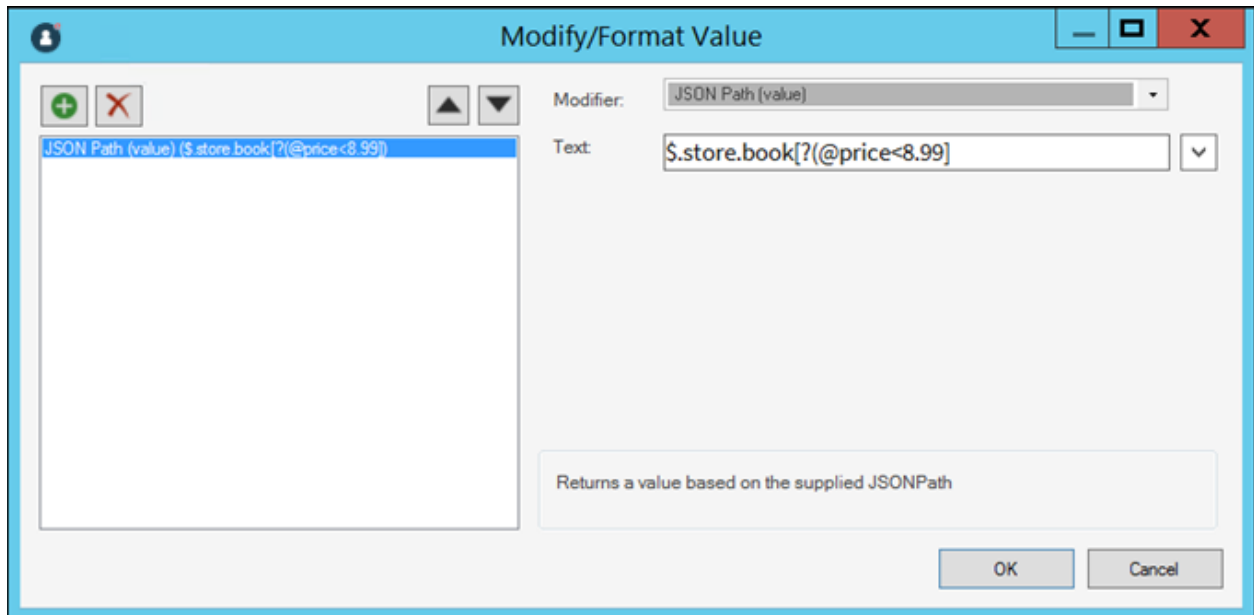 Modify/Format Value
Modifier: JSON Path (value)
JSON Path (value) ($.store.book[?(@price<8.99])
Text: $.store.book[?(@price<8.99]
Returns a value based on the supplied JSONPath
OK Cancel